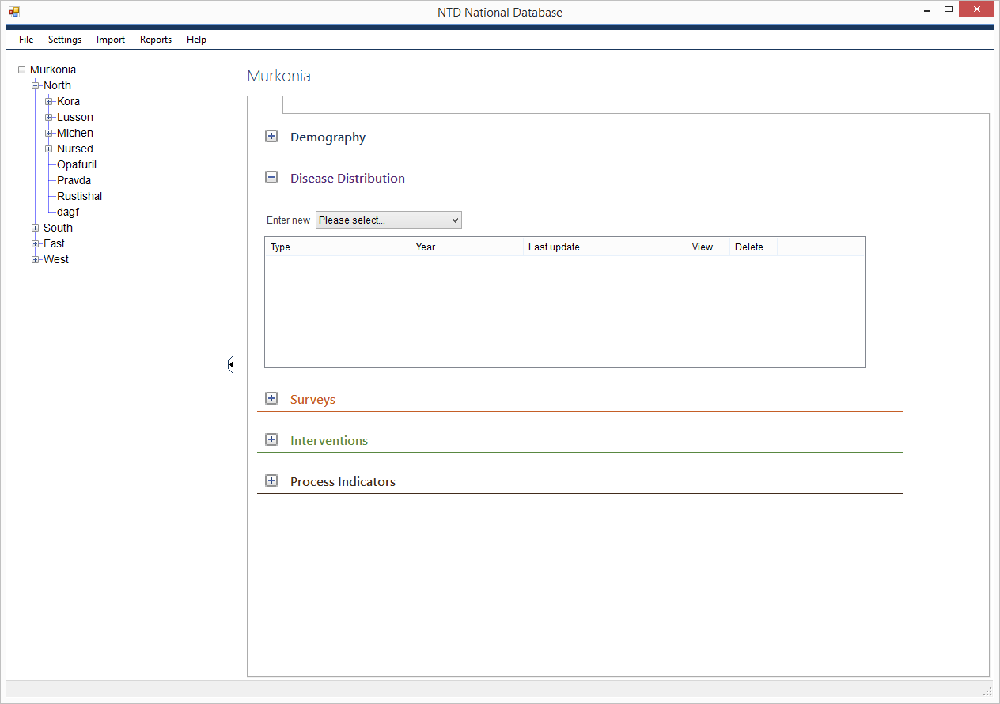 NTD National Database
File Settings Import Reports Help
Murkonia
North
Kora
Lusson
Michen
Nursed
Opafuril
Pravda
Rustishal
dagf
South
East
West
Murkonia
Demography
Disease Distribution
Enter new Please select...
Type Year Last update View Delete
Surveys
Interventions
Process Indicators